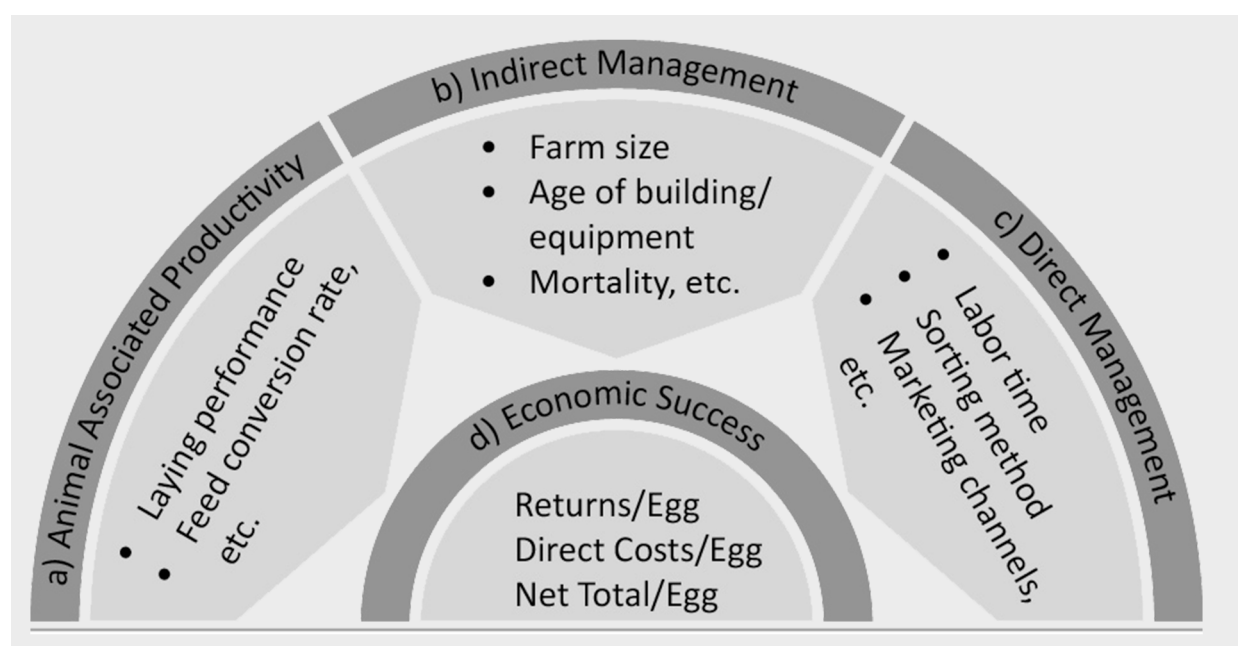 a) Animal Associated Productivity
• Laying performance
• Feed conversion rate,
etc.
b) Indirect Management
• Farm size
• Age of building/
equipment
• Mortality, etc.
c) Direct Management
• Labor time
• Sorting method
• Marketing channels,
etc.
d) Economic Success
Returns/Egg
Direct Costs/Egg
Net Total/Egg